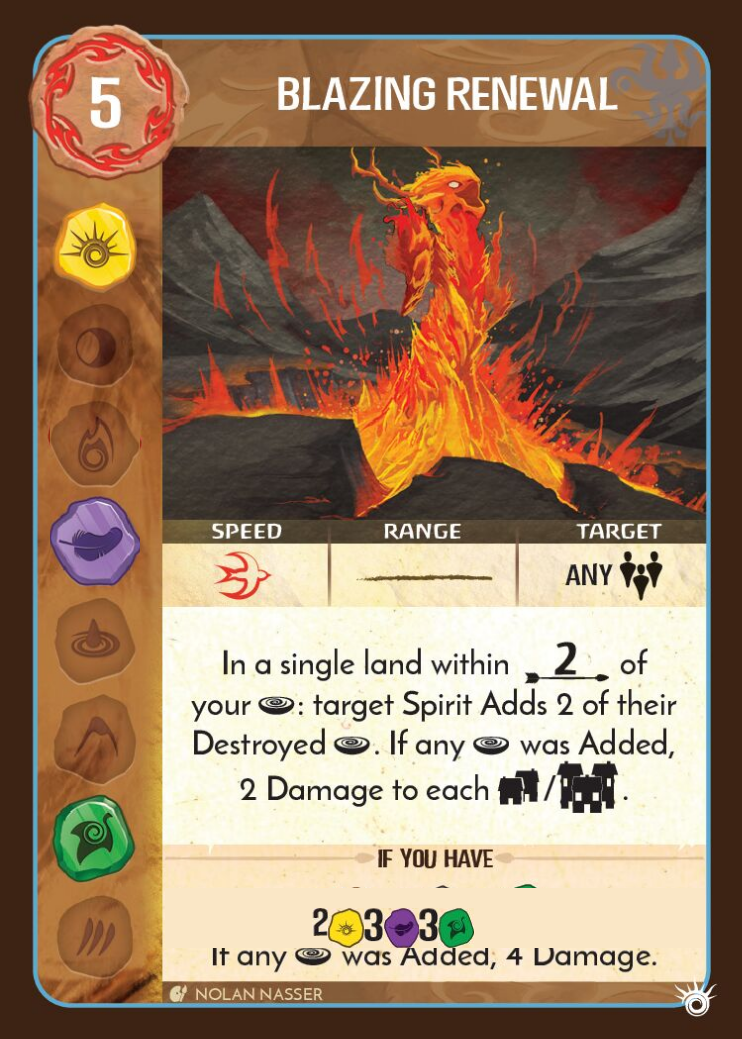 5
BLAZING RENEWAL
SPEED RANGE TARGET
ANY
In a single land within 2 of
your : target Spirit Adds 2 of their
Destroyed . If any was Added,
2 Damage to each / .
IF YOU HAVE
2 3 3
If any was Added, 4 Damage.
NOLAN NASSER